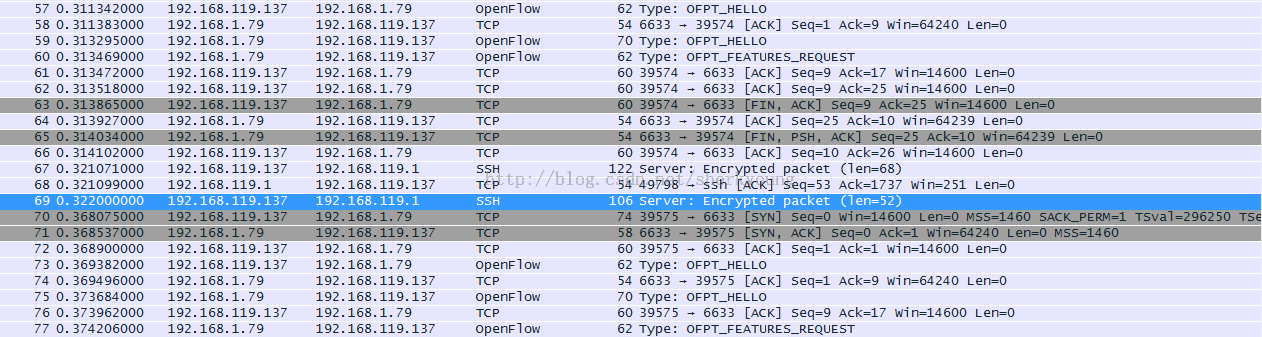 57 0.311342000 192.168.119.137 192.168.1.79 OpenFlow 62 Type: OFPT_HELLO
58 0.311383000 192.168.1.79 192.168.119.137 TCP 54 6633 → 39574 [ACK] Seq=1 Ack=9 Win=64240 Len=0
59 0.313295000 192.168.1.79 192.168.119.137 OpenFlow 70 Type: OFPT_HELLO
60 0.313469000 192.168.1.79 192.168.119.137 OpenFlow 62 Type: OFPT_FEATURES_REQUEST
61 0.313472000 192.168.119.137 192.168.1.79 TCP 60 39574 → 6633 [ACK] Seq=9 Ack=17 Win=14600 Len=0
62 0.313518000 192.168.119.137 192.168.1.79 TCP 60 39574 → 6633 [ACK] Seq=9 Ack=25 Win=14600 Len=0
63 0.313865000 192.168.119.137 192.168.1.79 TCP 60 39574 → 6633 [FIN, ACK] Seq=9 Ack=25 Win=14600 Len=0
64 0.313927000 192.168.1.79 192.168.119.137 TCP 54 6633 → 39574 [ACK] Seq=25 Ack=10 Win=64239 Len=0
65 0.314034000 192.168.1.79 192.168.119.137 TCP 54 6633 → 39574 [FIN, PSH, ACK] Seq=25 Ack=10 Win=64239 Len=0
66 0.314102000 192.168.119.137 192.168.1.79 TCP 60 39574 → 6633 [ACK] Seq=10 Ack=26 Win=14600 Len=0
67 0.321071000 192.168.119.137 192.168.119.1 SSH 122 Server: Encrypted packet (len=68)
68 0.321099000 192.168.119.1 192.168.119.137 TCP 54 49798 → ssh [ACK] Seq=53 Ack=1737 Win=251 Len=0
69 0.322000000 192.168.119.137 192.168.119.1 SSH 106 Server: Encrypted packet (len=52)
70 0.368075000 192.168.119.137 192.168.1.79 TCP 74 39575 → 6633 [SYN] Seq=0 Win=14600 Len=0 MSS=1460 SACK_PERM=1 TSval=296250 TSe
71 0.368537000 192.168.1.79 192.168.119.137 TCP 58 6633 → 39575 [SYN, ACK] Seq=0 Ack=1 Win=64240 Len=0 MSS=1460
72 0.368900000 192.168.119.137 192.168.1.79 TCP 60 39575 → 6633 [ACK] Seq=1 Ack=1 Win=14600 Len=0
73 0.369382000 192.168.119.137 192.168.1.79 OpenFlow 62 Type: OFPT_HELLO
74 0.369496000 192.168.1.79 192.168.119.137 TCP 54 6633 → 39575 [ACK] Seq=1 Ack=9 Win=64240 Len=0
75 0.373684000 192.168.1.79 192.168.119.137 OpenFlow 70 Type: OFPT_HELLO
76 0.373962000 192.168.119.137 192.168.1.79 TCP 60 39575 → 6633 [ACK] Seq=9 Ack=17 Win=14600 Len=0
77 0.374206000 192.168.1.79 192.168.119.137 OpenFlow 62 Type: OFPT_FEATURES_REQUEST